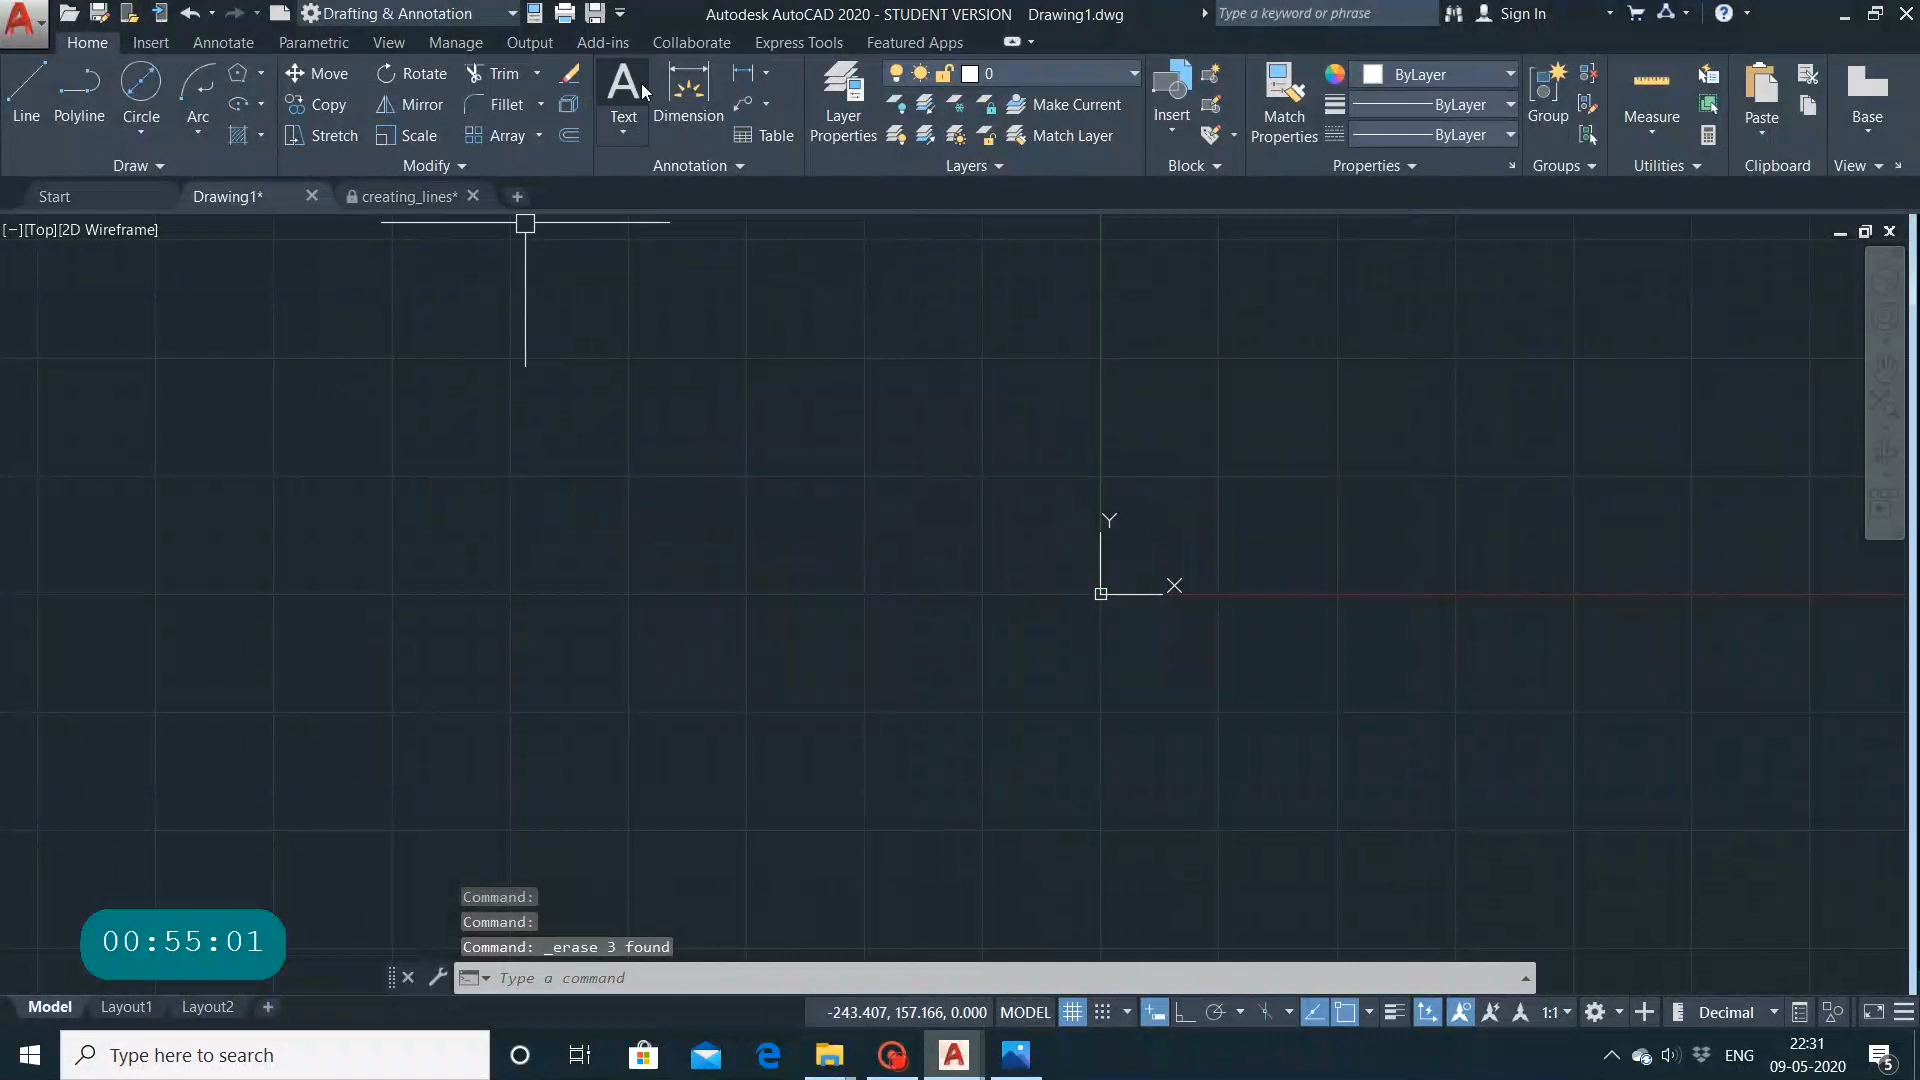 Drafting & Annotation
Autodesk AutoCAD 2020 - STUDENT VERSION Drawing1.dwg
Type a keyword or phrase
Sign In
Home Insert Annotate Parametric View Manage Output Add-ins Collaborate Express Tools Featured Apps
Line Polyline Circle Arc
Move Rotate Trim
Copy Mirror Fillet
Stretch Scale Array
Text Dimension Table
Layer Properties
0
Make Current
Match Layer
Insert
Match Properties
ByLayer
ByLayer
ByLayer
Group
Measure
Paste
Base
Draw Modify Annotation Layers Block Properties Groups Utilities Clipboard View
Start Drawing1* creating_lines*
[−][Top][2D Wireframe]
Y
X
Command:
Command:
Command: _erase 3 found
00:55:01
Type a command
Model Layout1 Layout2
-243.407, 157.166, 0.000 MODEL 1:1 Decimal
Type here to search
ENG
22:31
09-05-2020
5